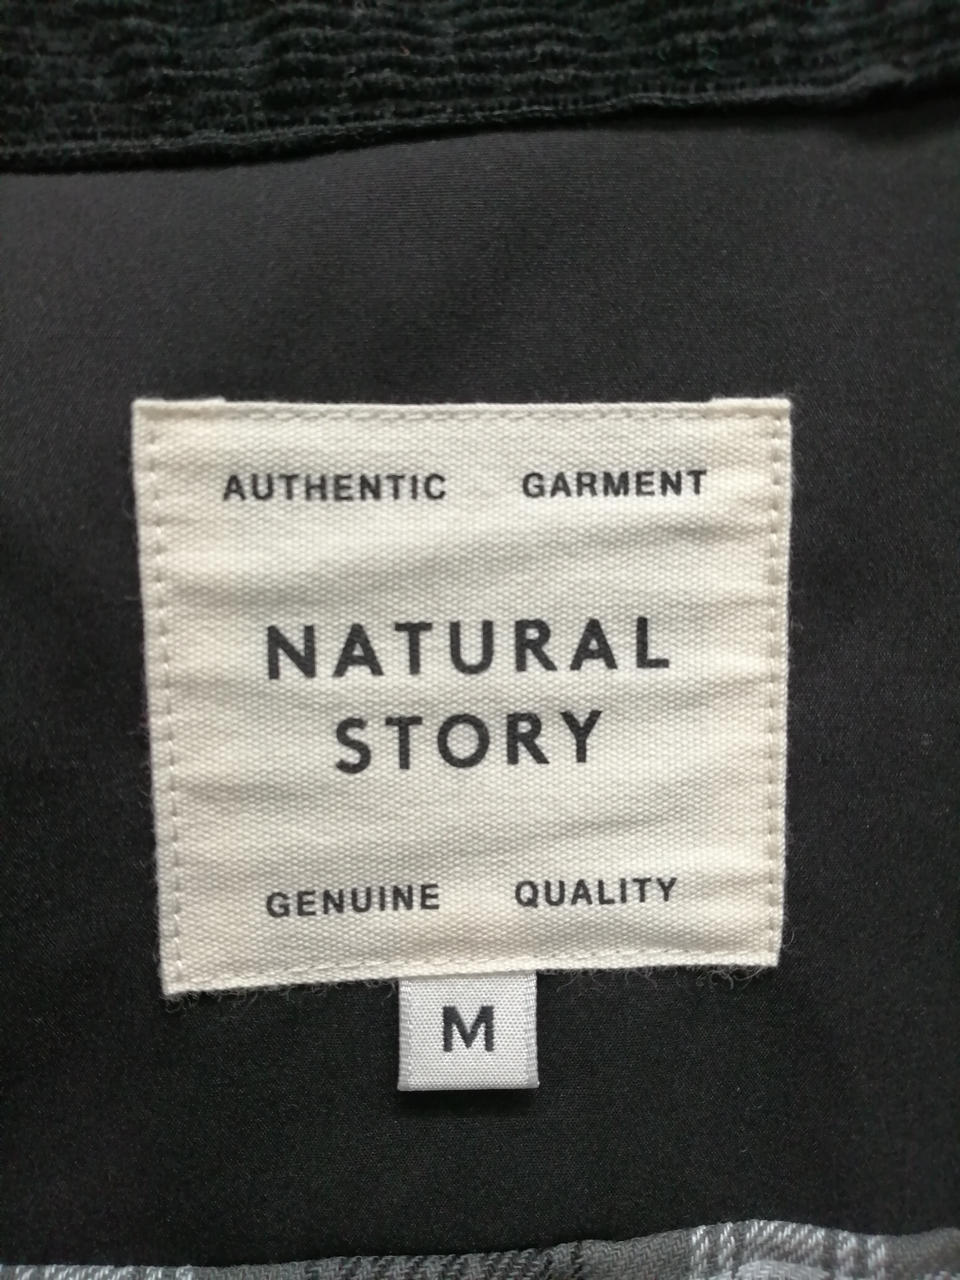 AUTHENTIC GARMENT
NATURAL
STORY
GENUINE QUALITY
M